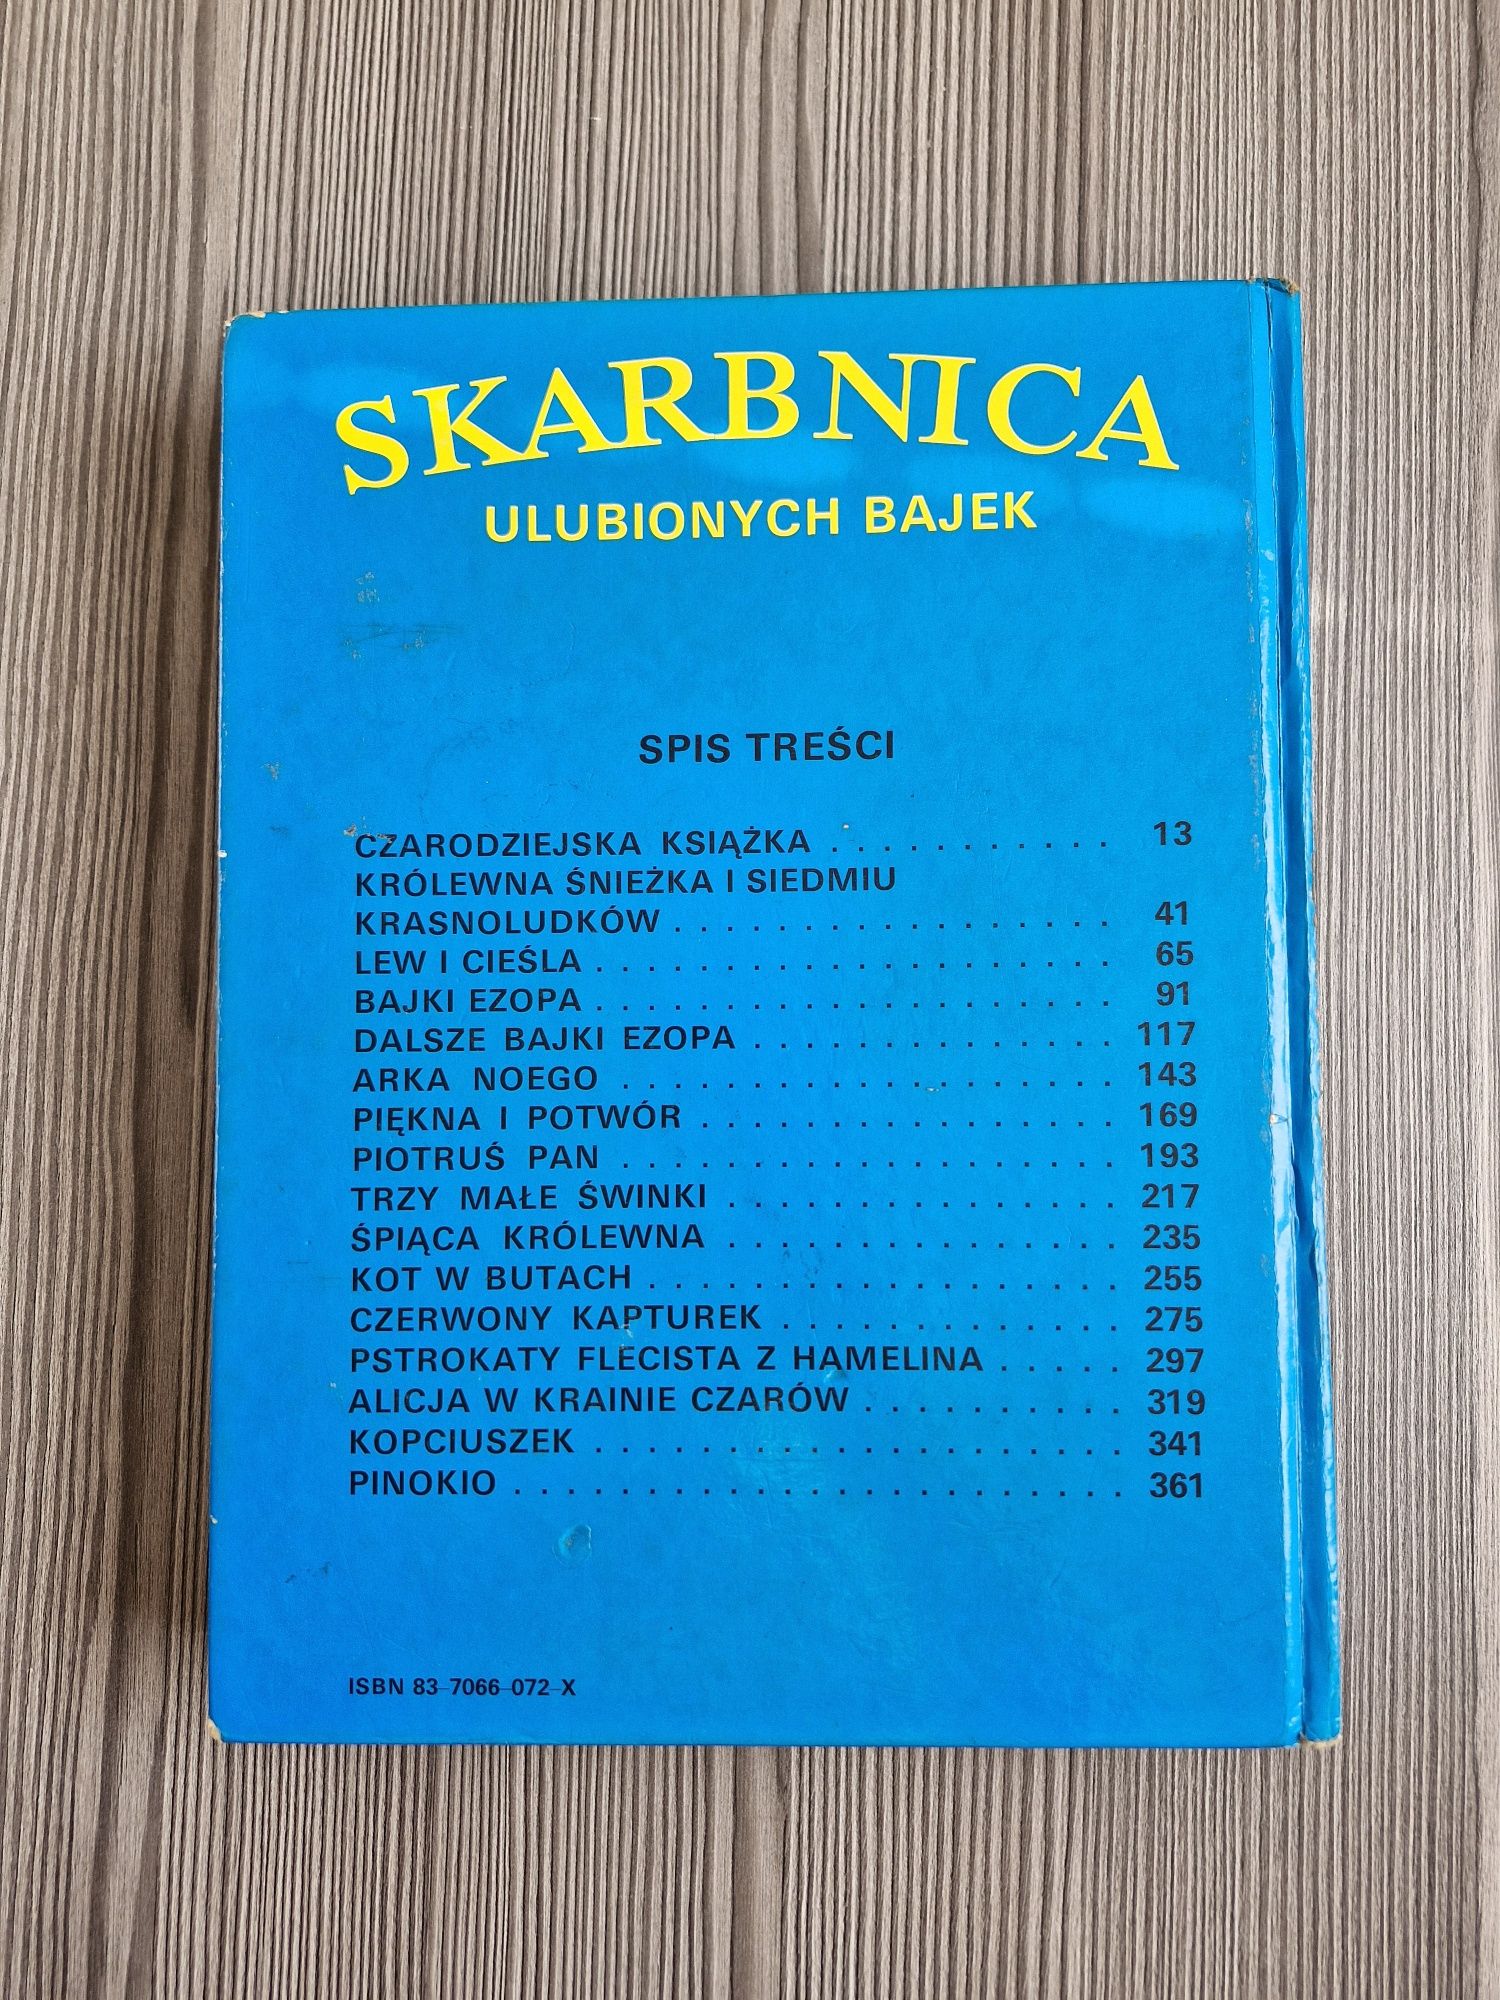 SKARBNICA
ULUBIONYCH BAJEK
SPIS TREŚCI
CZARODZIEJSKA KSIĄŻKA . . . . . . . . . . . 13
KRÓLEWNA ŚNIEŻKA I SIEDMIU
KRASNOLUDKÓW . . . . . . . . . . . . . . . . . 41
LEW I CIEŚLA . . . . . . . . . . . . . . . . . . . . 65
BAJKI EZOPA . . . . . . . . . . . . . . . . . . . . 91
DALSZE BAJKI EZOPA . . . . . . . . . . . . . . 117
ARKA NOEGO . . . . . . . . . . . . . . . . . . . 143
PIĘKNA I POTWÓR . . . . . . . . . . . . . . . . 169
PIOTRUŚ PAN . . . . . . . . . . . . . . . . . . . 193
TRZY MAŁE ŚWINKI . . . . . . . . . . . . . . . 217
ŚPIĄCA KRÓLEWNA . . . . . . . . . . . . . . . 235
KOT W BUTACH . . . . . . . . . . . . . . . . . . 255
CZERWONY KAPTUREK . . . . . . . . . . . . . 275
PSTROKATY FLECISTA Z HAMELINA . . . . . 297
ALICJA W KRAINIE CZARÓW . . . . . . . . . . 319
KOPCIUSZEK . . . . . . . . . . . . . . . . . . . . 341
PINOKIO . . . . . . . . . . . . . . . . . . . . . . . 361
ISBN 83-7066-072-X